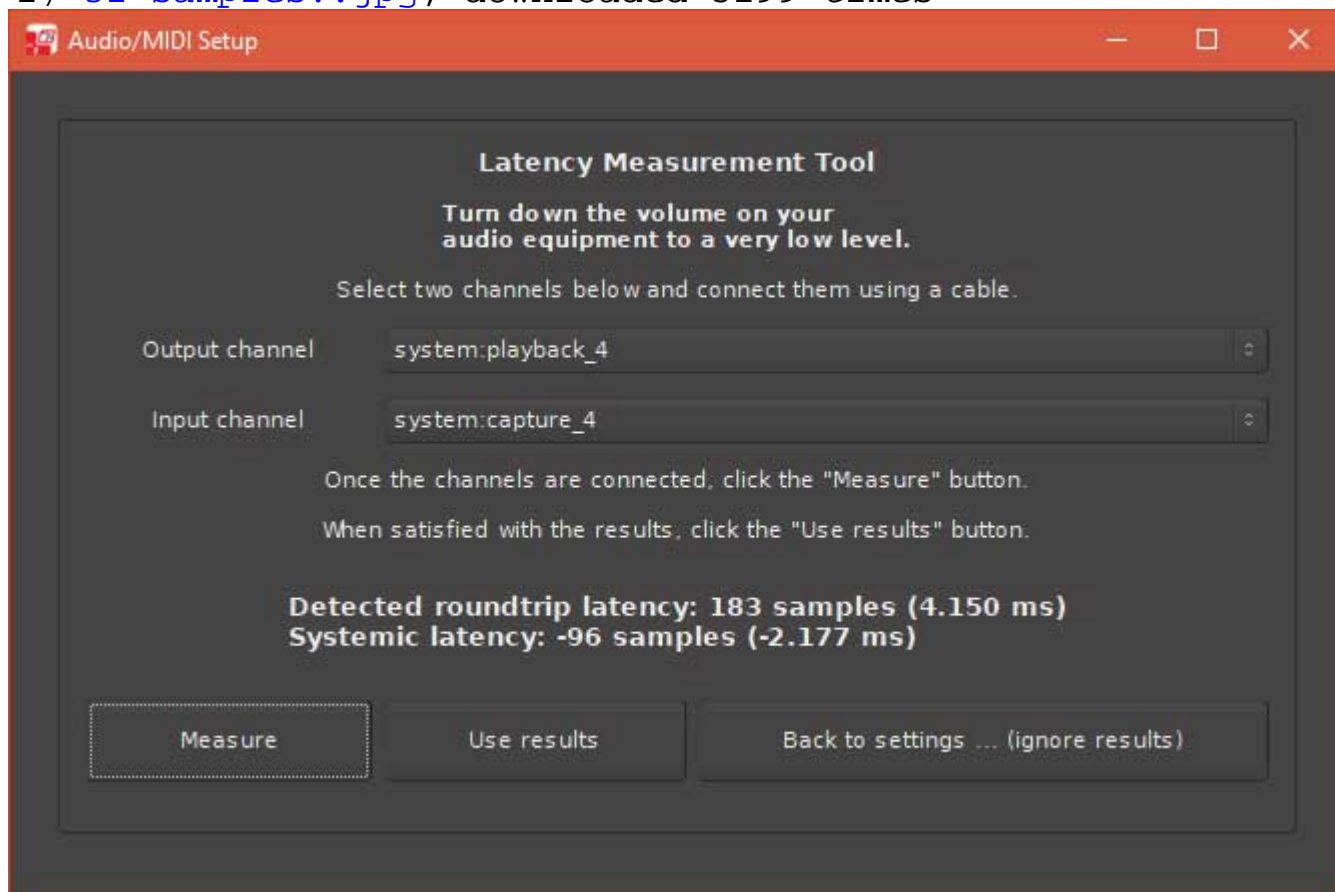 Audio/MIDI Setup
Latency Measurement Tool
Turn down the volume on your
audio equipment to a very low level.
Select two channels below and connect them using a cable.
Output channel
system:playback_4
Input channel
system:capture_4
Once the channels are connected, click the "Measure" button.
When satisfied with the results, click the "Use results" button.
Detected roundtrip latency: 183 samples (4.150 ms)
Systemic latency: -96 samples (-2.177 ms)
Measure
Use results
Back to settings ... (ignore results)